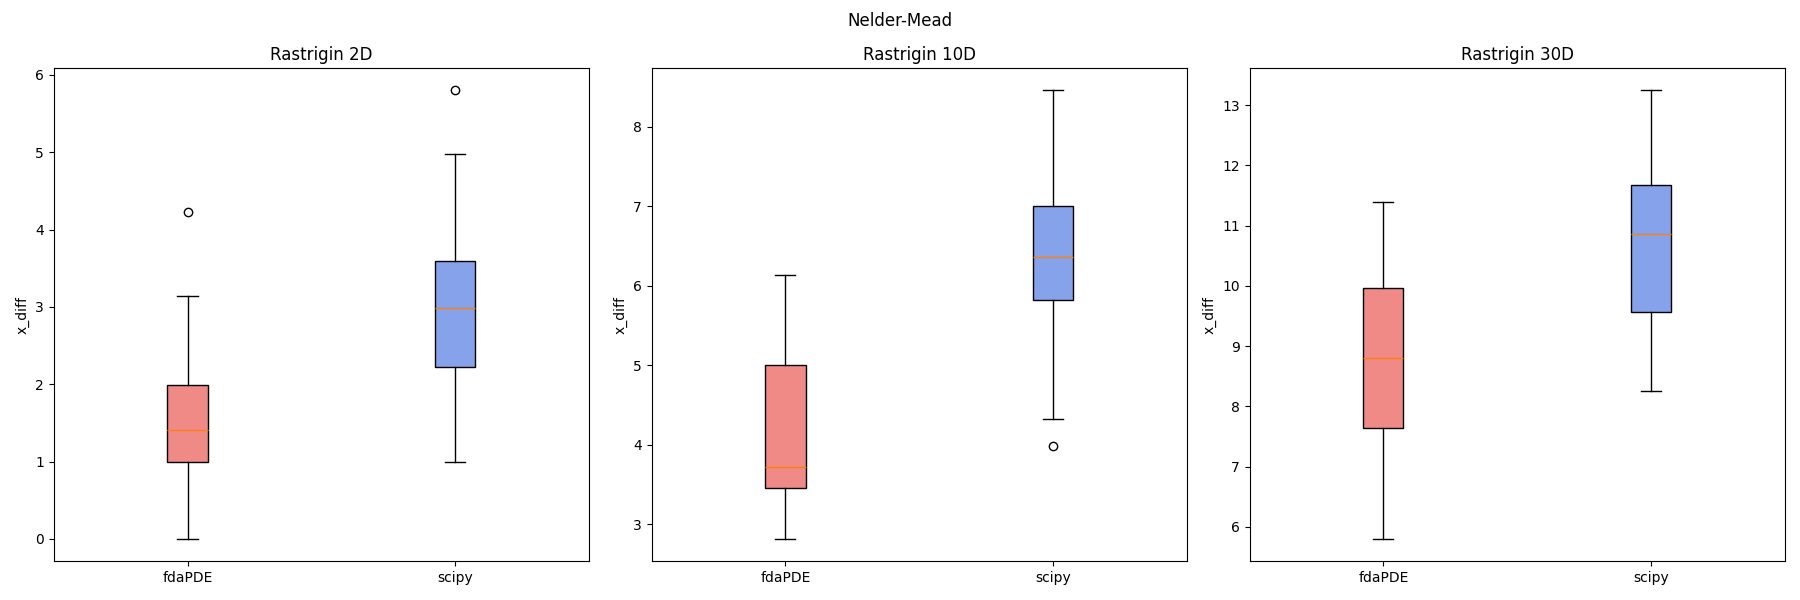 Nelder-Mead
Rastrigin 2D
6
5
4
3
2
1
0
x_diff
fdaPDE
scipy
Rastrigin 10D
8
7
6
5
4
3
x_diff
fdaPDE
scipy
Rastrigin 30D
13
12
11
10
9
8
7
6
x_diff
fdaPDE
scipy